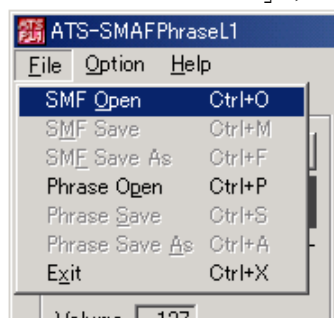 ATS-SMAFPhraseL1
File Option Help
SMF Open Ctrl+O
SMF Save Ctrl+M
SMF Save As Ctrl+F
Phrase Open Ctrl+P
Phrase Save Ctrl+S
Phrase Save As Ctrl+A
Exit Ctrl+X
Volume 127